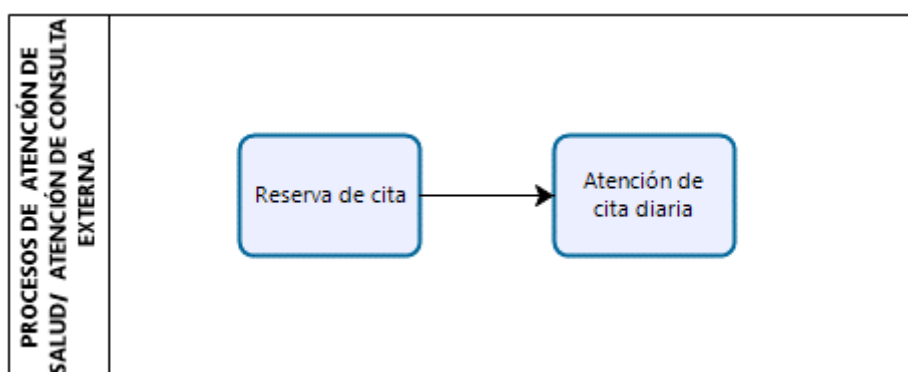 PROCESOS DE  ATENCIÓN DE
SALUD/  ATENCIÓN DE CONSULTA
EXTERNA
Reserva de cita
Atención de
cita diaria